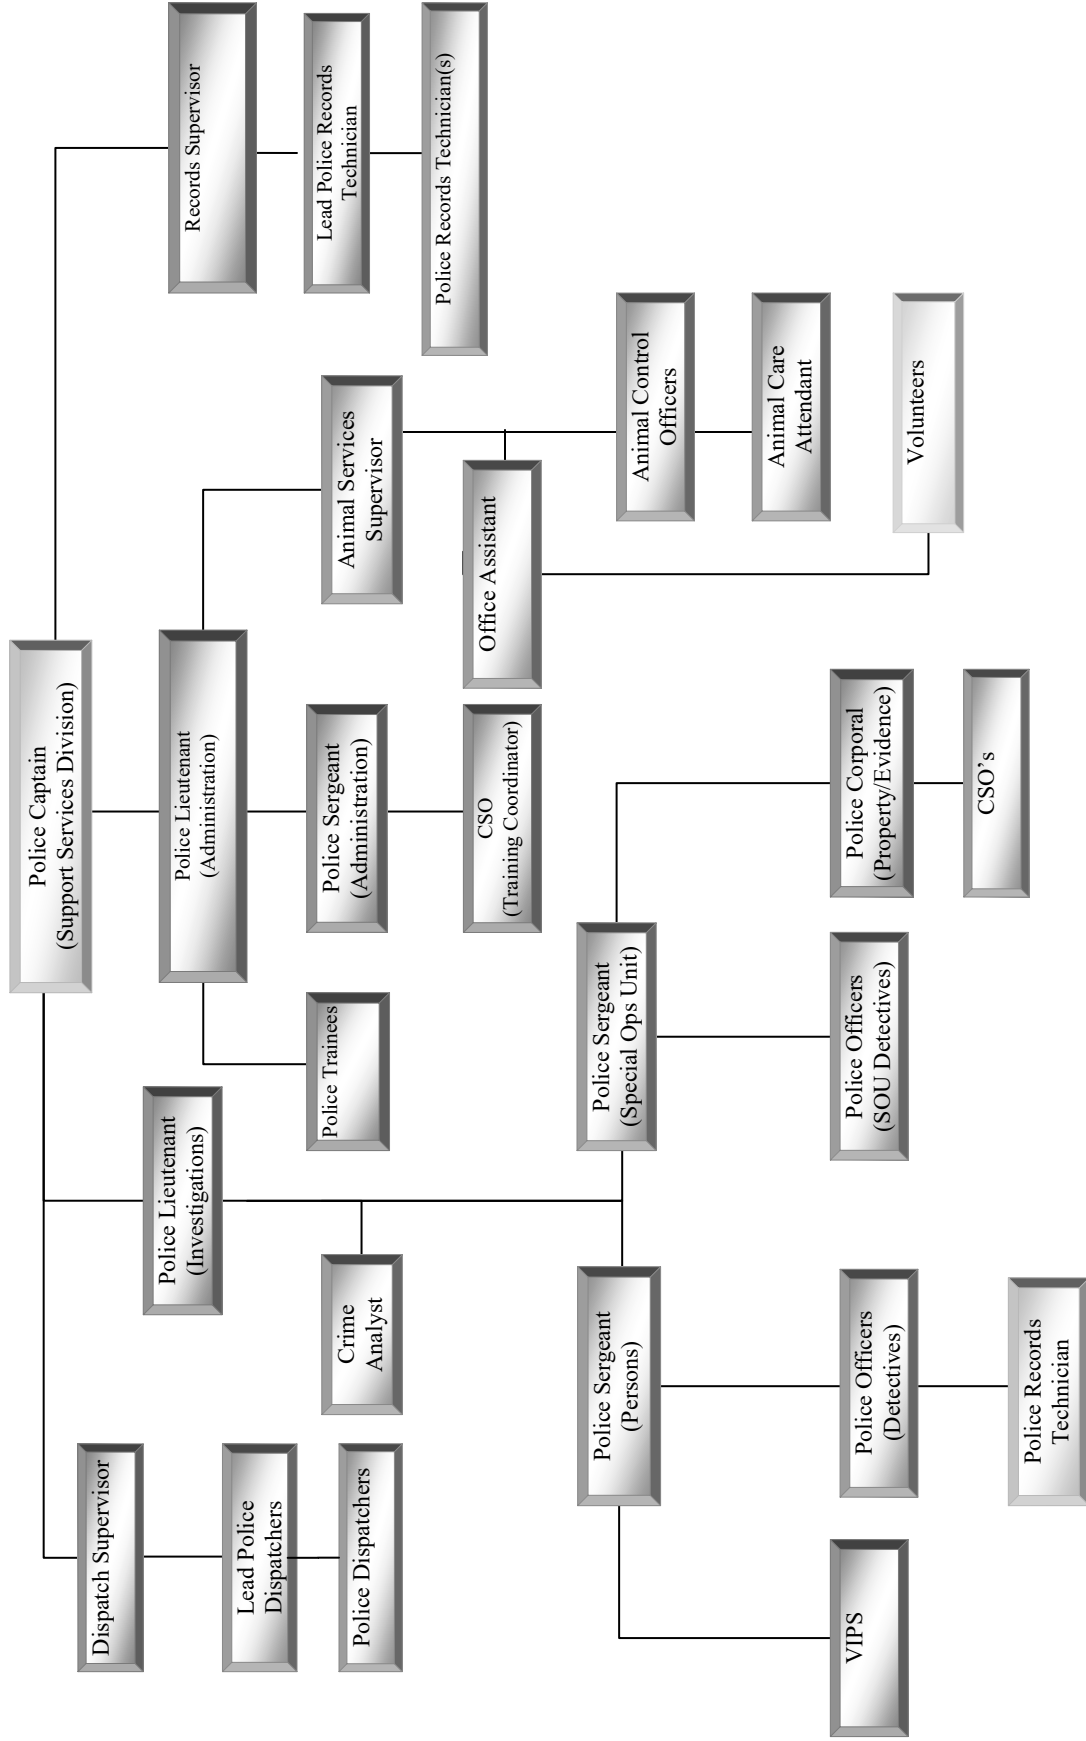 Police Captain
(Support Services Division)
Dispatch Supervisor
Lead Police
Dispatchers
Police Dispatchers
Police Lieutenant
(Investigations)
Crime
Analyst
Police Lieutenant
(Administration)
Police Trainees
Police Sergeant
(Administration)
CSO
(Training Coordinator)
Animal Services
Supervisor
Office Assistant
Animal Control
Officers
Animal Care
Attendant
Volunteers
Records Supervisor
Lead Police Records
Technician
Police Records Technician(s)
Police Sergeant
(Persons)
VIPS
Police Officers
(Detectives)
Police Records
Technician
Police Sergeant
(Special Ops Unit)
Police Officers
(SOU Detectives)
Police Corporal
(Property/Evidence)
CSO's